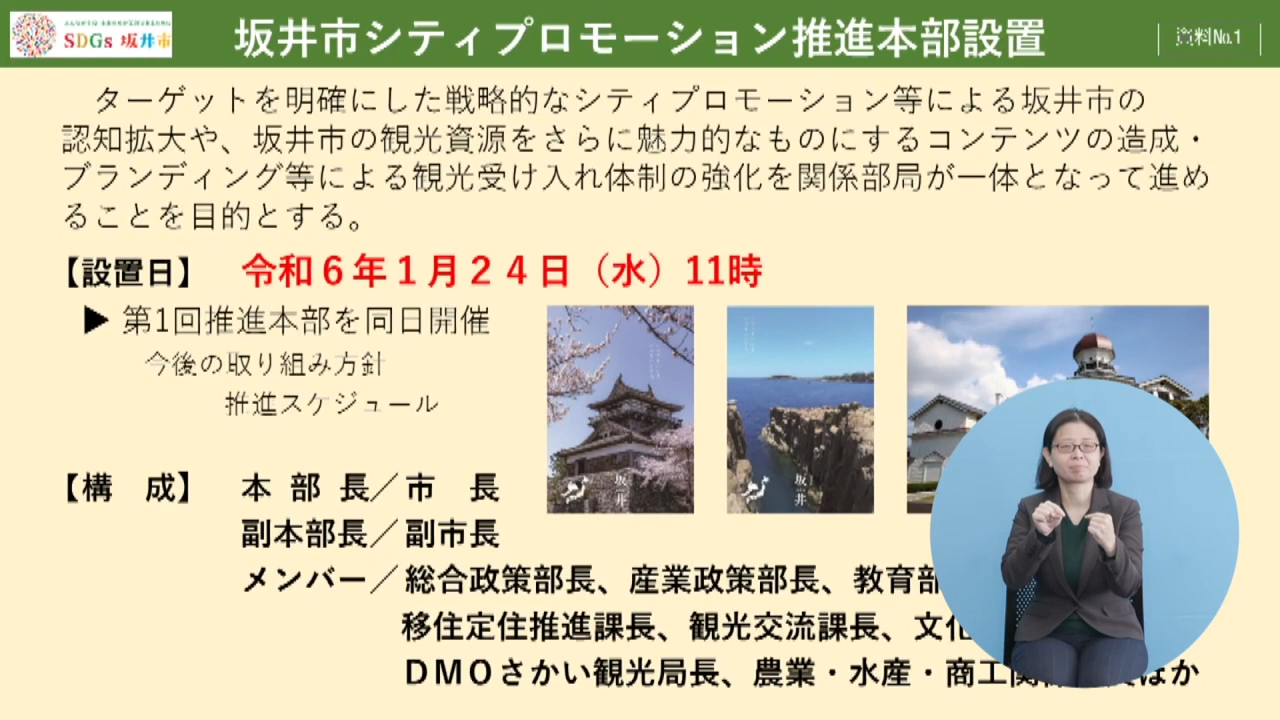 SDGs 坂井市
坂井市シティプロモーション推進本部設置
資料№1
ターゲットを明確にした戦略的なシティプロモーション等による坂井市の
認知拡大や、坂井市の観光資源をさらに魅力的なものにするコンテンツの造成・
ブランディング等による観光受け入れ体制の強化を関係部局が一体となって進め
ることを目的とする。
【設置日】 令和６年１月２４日（水）11時
▶ 第1回推進本部を同日開催
今後の取り組み方針
推進スケジュール
坂井
坂井
【構 成】 本 部 長／市 長
副本部長／副市長
メンバー／総合政策部長、産業政策部長、教育部
移住定住推進課長、観光交流課長、文化
ＤＭＯさかい観光局長、農業・水産・商工関 ほか